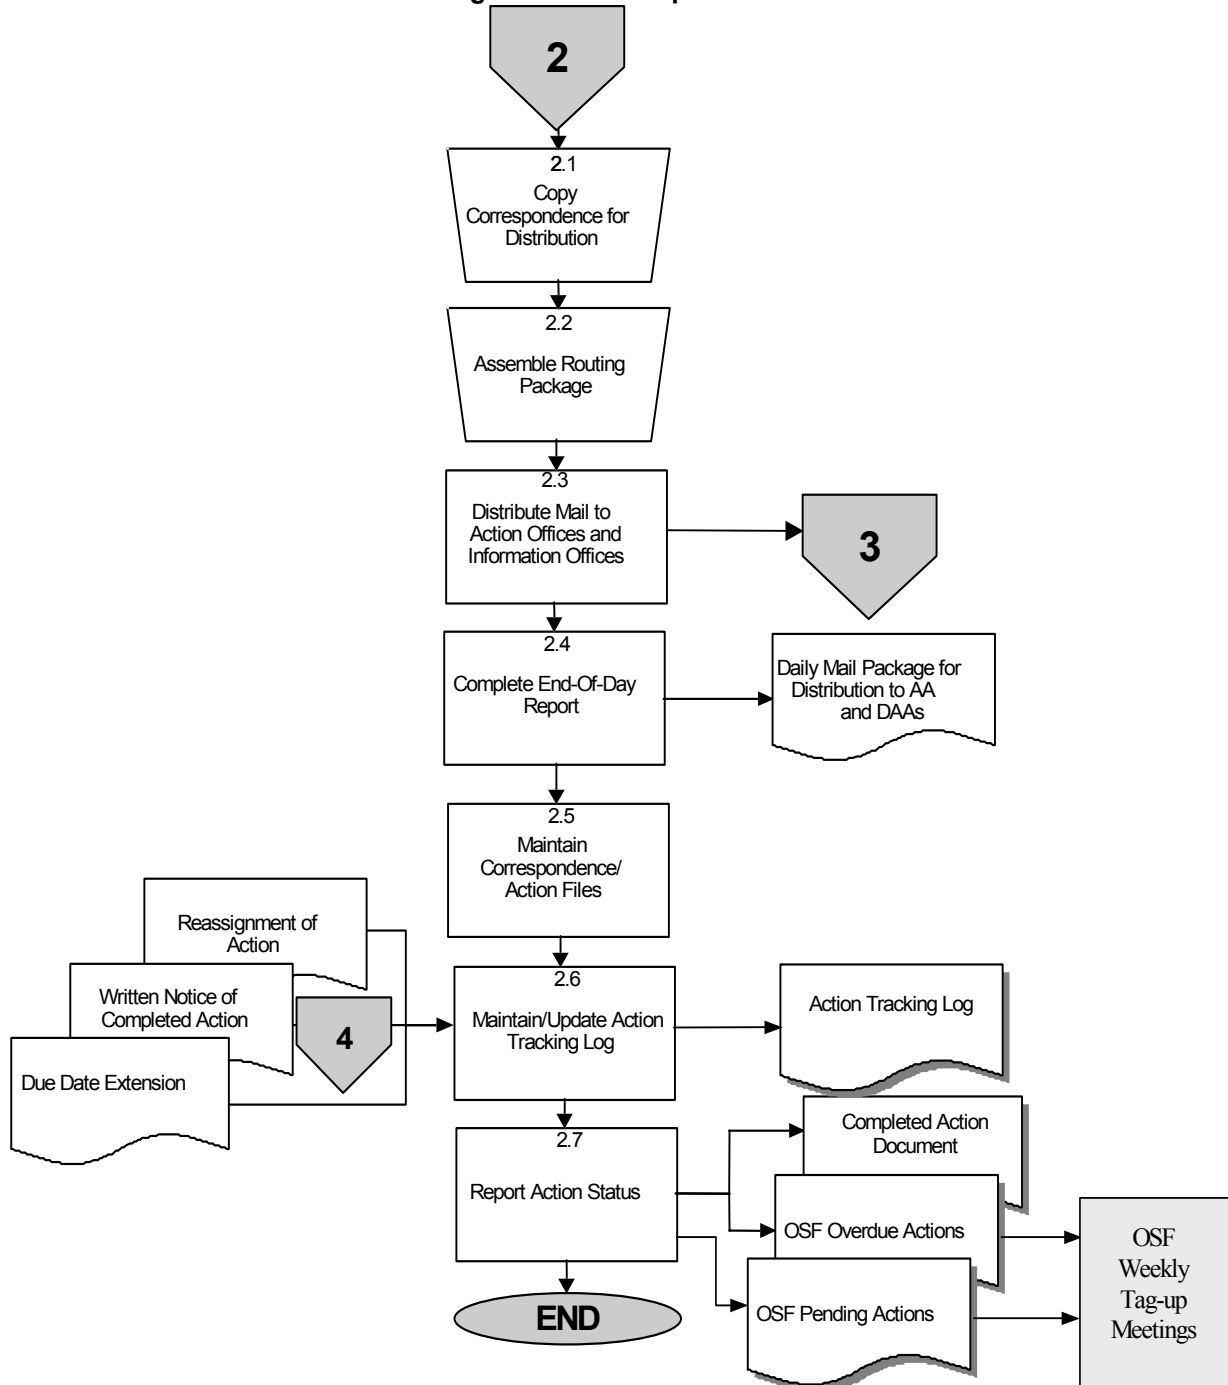 2
2.1
Copy
Correspondence for
Distribution
2.2
Assemble Routing
Package
2.3
Distribute Mail to
Action Offices and
Information Offices
3
2.4
Complete End-Of-Day
Report
Daily Mail Package for
Distribution to AA
and DAAs
2.5
Maintain
Correspondence/
Action Files
Reassignment of
Action
Written Notice of
Completed Action
4
Due Date Extension
2.6
Maintain/Update Action
Tracking Log
Action Tracking Log
2.7
Report Action Status
Completed Action
Document
OSF Overdue Actions
OSF Pending Actions
OSF
Weekly
Tag-up
Meetings
END